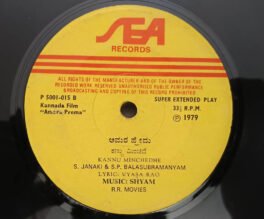 SEA
RECORDS
ALL RIGHTS OF THE MANUFACTURER AND OF THE OWNER OF THE
RECORDED WORK RESERVED UNAUTHORISED PUBLIC PERFORMANCE
BROADCASTING AND COPYING OF THIS RECORD PROHIBITED
P 5001-015 B
SUPER EXTENDED PLAY
Kannada Film
33⅓ R.P.M.
"Amara Prema"
℗ 1979
ಅಮರ ಪ್ರೇಮ
ಕಣ್ಣು ಮಿಂಚಿದೆ
KANNU MINCHIDHE
S. JANAKI & S.P. BALASUBRAMANYAM
LYRIC: VYASA RAO
MUSIC: SHYAM
R.R. MOVIES